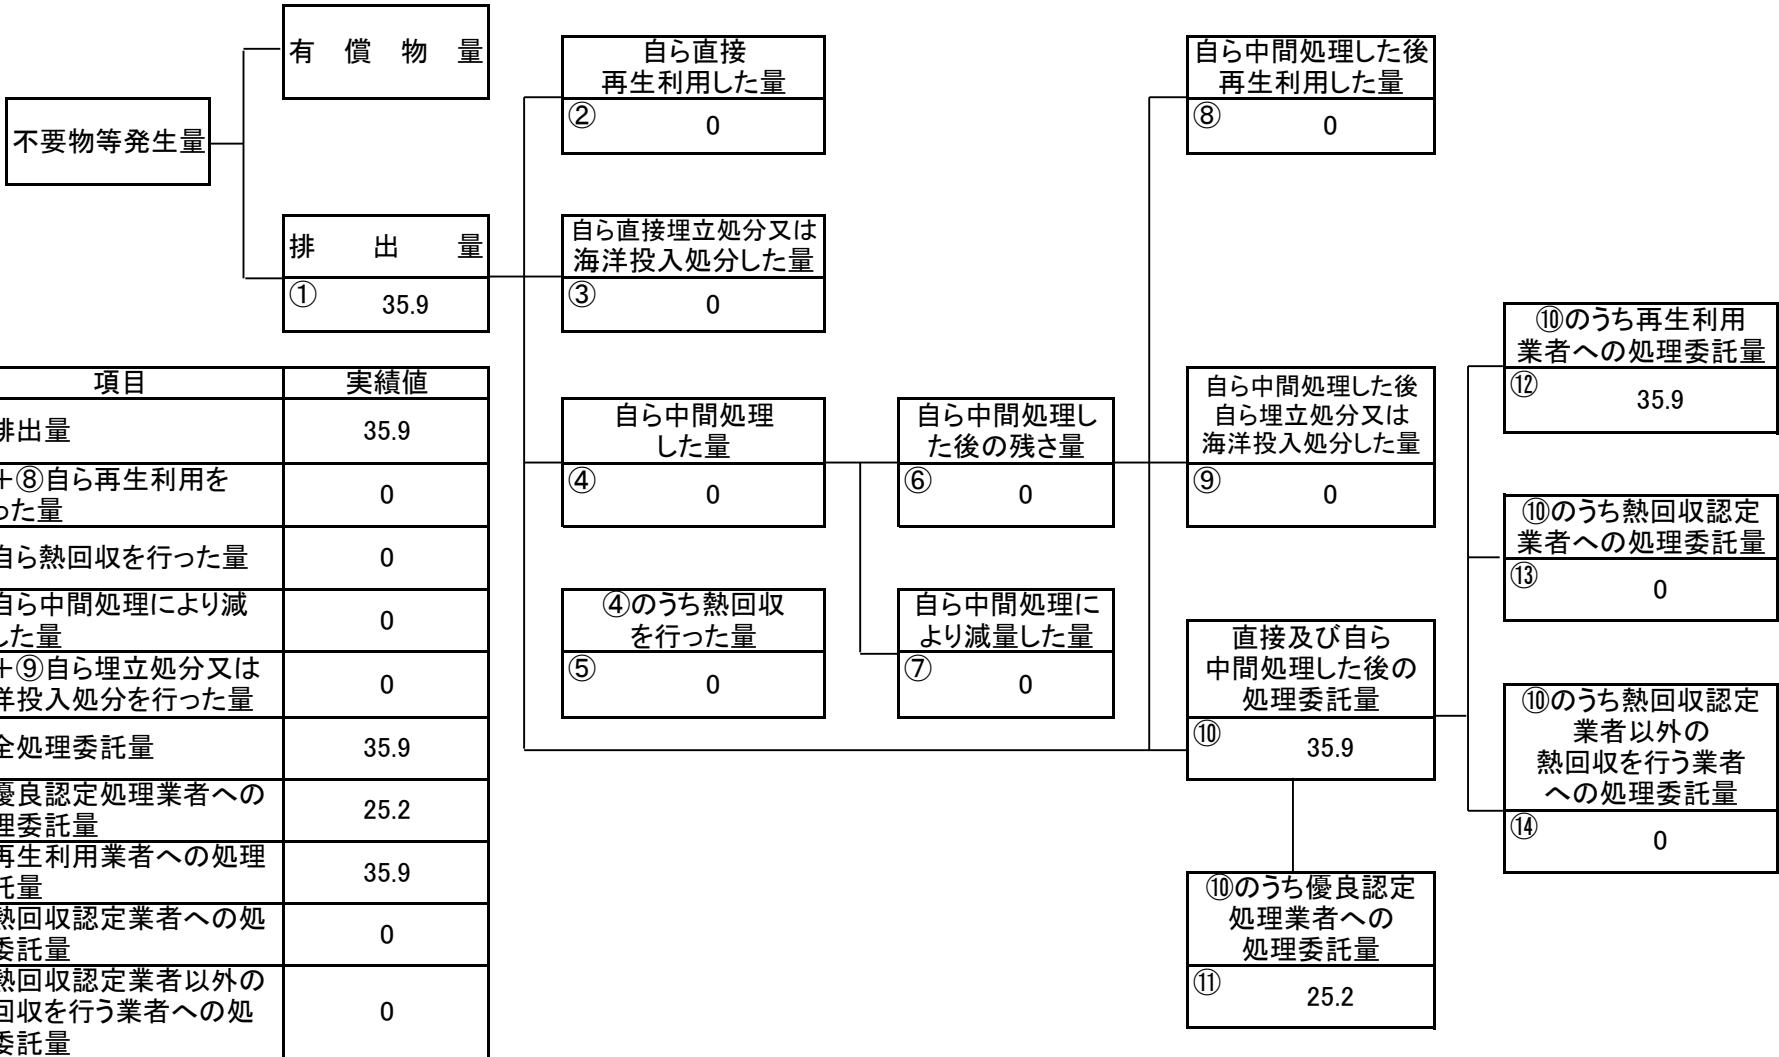 有償物量
不要物等発生量
排出量
① 35.9
自ら直接
再生利用した量
② 0
自ら直接埋立処分又は
海洋投入処分した量
③ 0
自ら中間処理
した量
④ 0
④のうち熱回収
を行った量
⑤ 0
自ら中間処理し
た後の残さ量
⑥ 0
自ら中間処理に
より減量した量
⑦ 0
自ら中間処理した後
再生利用した量
⑧ 0
自ら中間処理した後
自ら埋立処分又は
海洋投入処分した量
⑨ 0
直接及び自ら
中間処理した後の
処理委託量
⑩ 35.9
⑩のうち優良認定
処理業者への
処理委託量
⑪ 25.2
⑩のうち再生利用
業者への処理委託量
⑫ 35.9
⑩のうち熱回収認定
業者への処理委託量
⑬ 0
⑩のうち熱回収認定
業者以外の
熱回収を行う業者
への処理委託量
⑭ 0
項目 実績値
排出量 35.9
+⑧自ら再生利用を
った量 0
自ら熱回収を行った量 0
自ら中間処理により減
した量 0
+⑨自ら埋立処分又は
洋投入処分を行った量 0
全処理委託量 35.9
優良認定処理業者への
理委託量 25.2
再生利用業者への処理
託量 35.9
熱回収認定業者への処
委託量 0
熱回収認定業者以外の
回収を行う業者への処
委託量 0